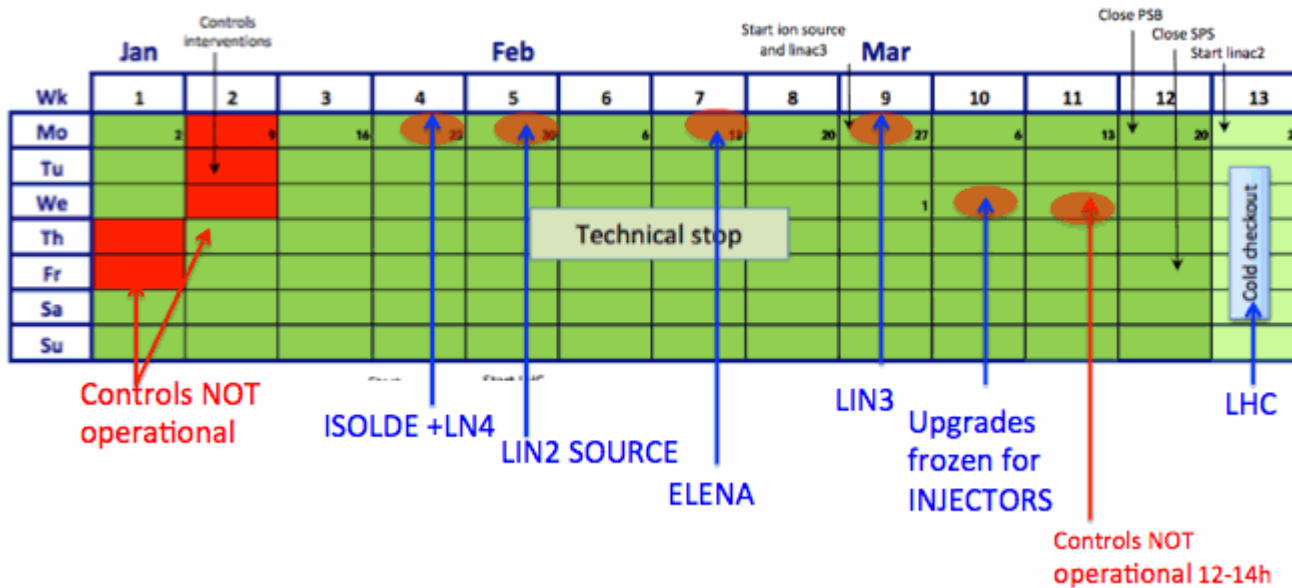 Controls
interventions
Start ion source
and linac3
Close PSB
Close SPS
Start linac2
Jan Feb Mar
Wk 1 2 3 4 5 6 7 8 9 10 11 12 13
Mo 2 9 16 23 30 6 13 20 27 6 13 20
Tu
We 1
Th
Fr
Sa
Su
Technical stop
Cold checkout
Controls NOT
operational
ISOLDE +LN4
LIN2 SOURCE
ELENA
LIN3
Upgrades
frozen for
INJECTORS
LHC
Controls NOT
operational 12-14h